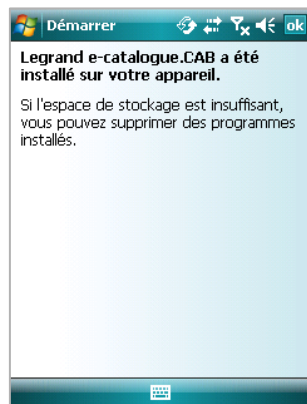 Démarrer ok
Legrand e-catalogue.CAB a été
installé sur votre appareil.
Si l'espace de stockage est insuffisant,
vous pouvez supprimer des programmes
installés.